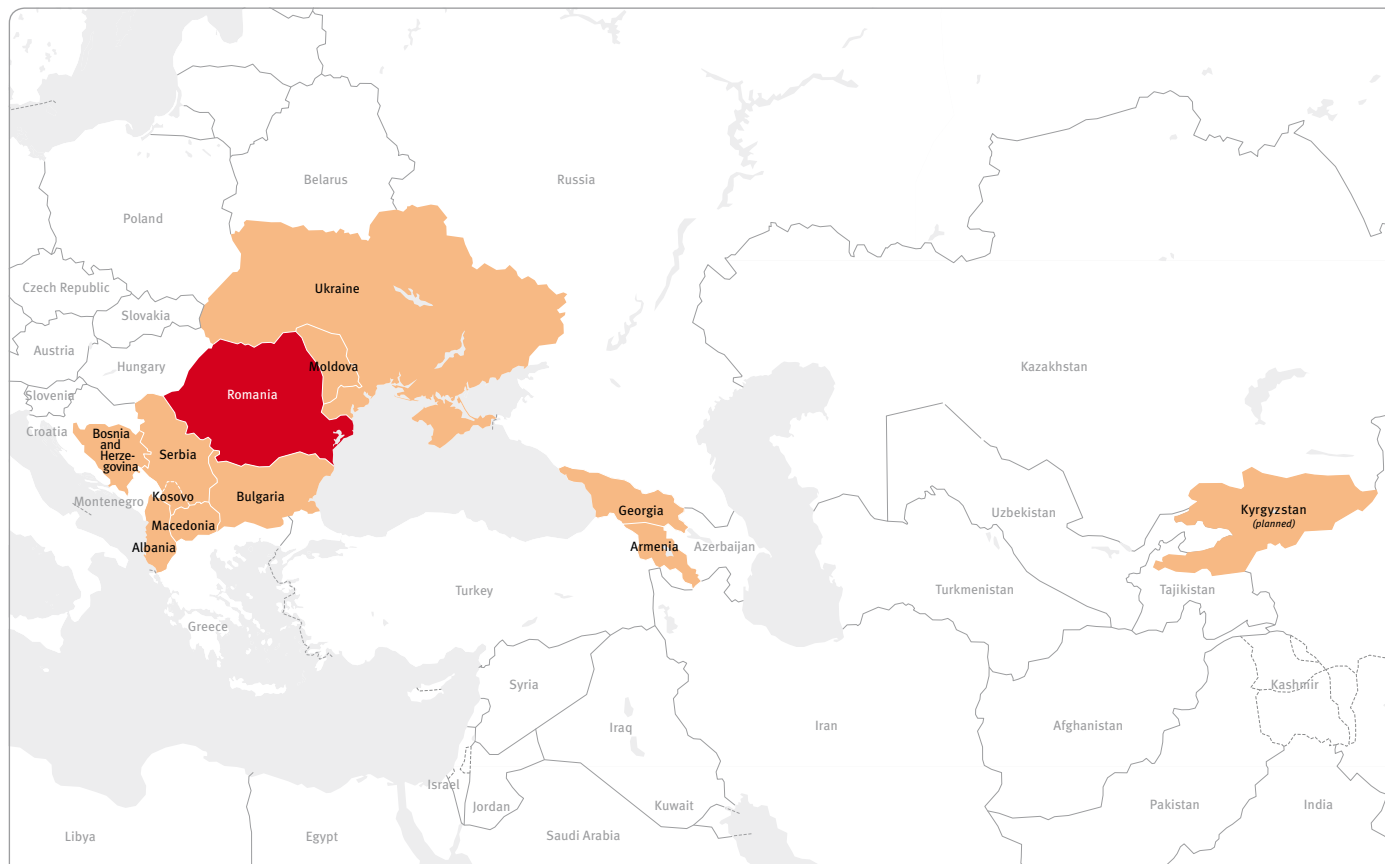 Belarus
Russia
Poland
Czech Republic
Ukraine
Slovakia
Austria
Hungary
Moldova
Kazakhstan
Slovenia
Romania
Croatia
Bosnia
and
Herze-
govina
Serbia
Kosovo
Bulgaria
Montenegro
Macedonia
Albania
Georgia
Armenia
Azerbaijan
Uzbekistan
Kyrgyzstan
(planned)
Turkey
Turkmenistan
Tajikistan
Greece
Syria
Kashmir
Iraq
Iran
Afghanistan
Israel
Jordan
Kuwait
Pakistan
India
Libya
Egypt
Saudi Arabia